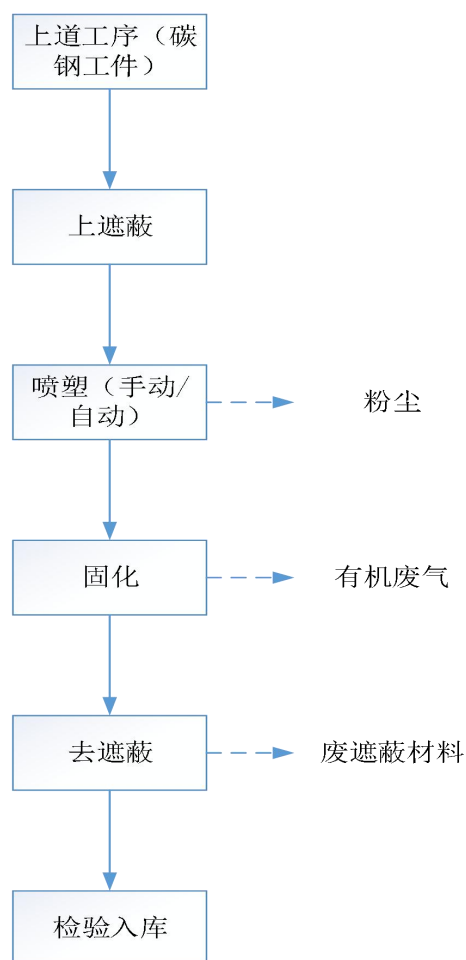 上道工序（碳
钢工件）
上遮蔽
喷塑（手动/
自动）
粉尘
固化
有机废气
去遮蔽
废遮蔽材料
检验入库